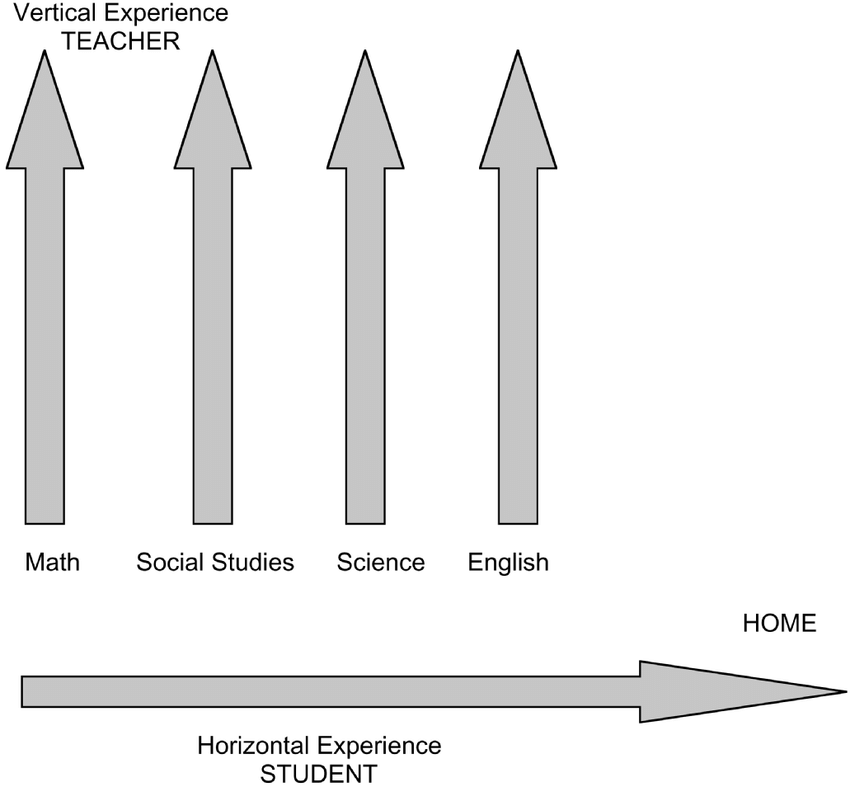 Vertical Experience
TEACHER
Math Social Studies Science English
HOME
Horizontal Experience
STUDENT